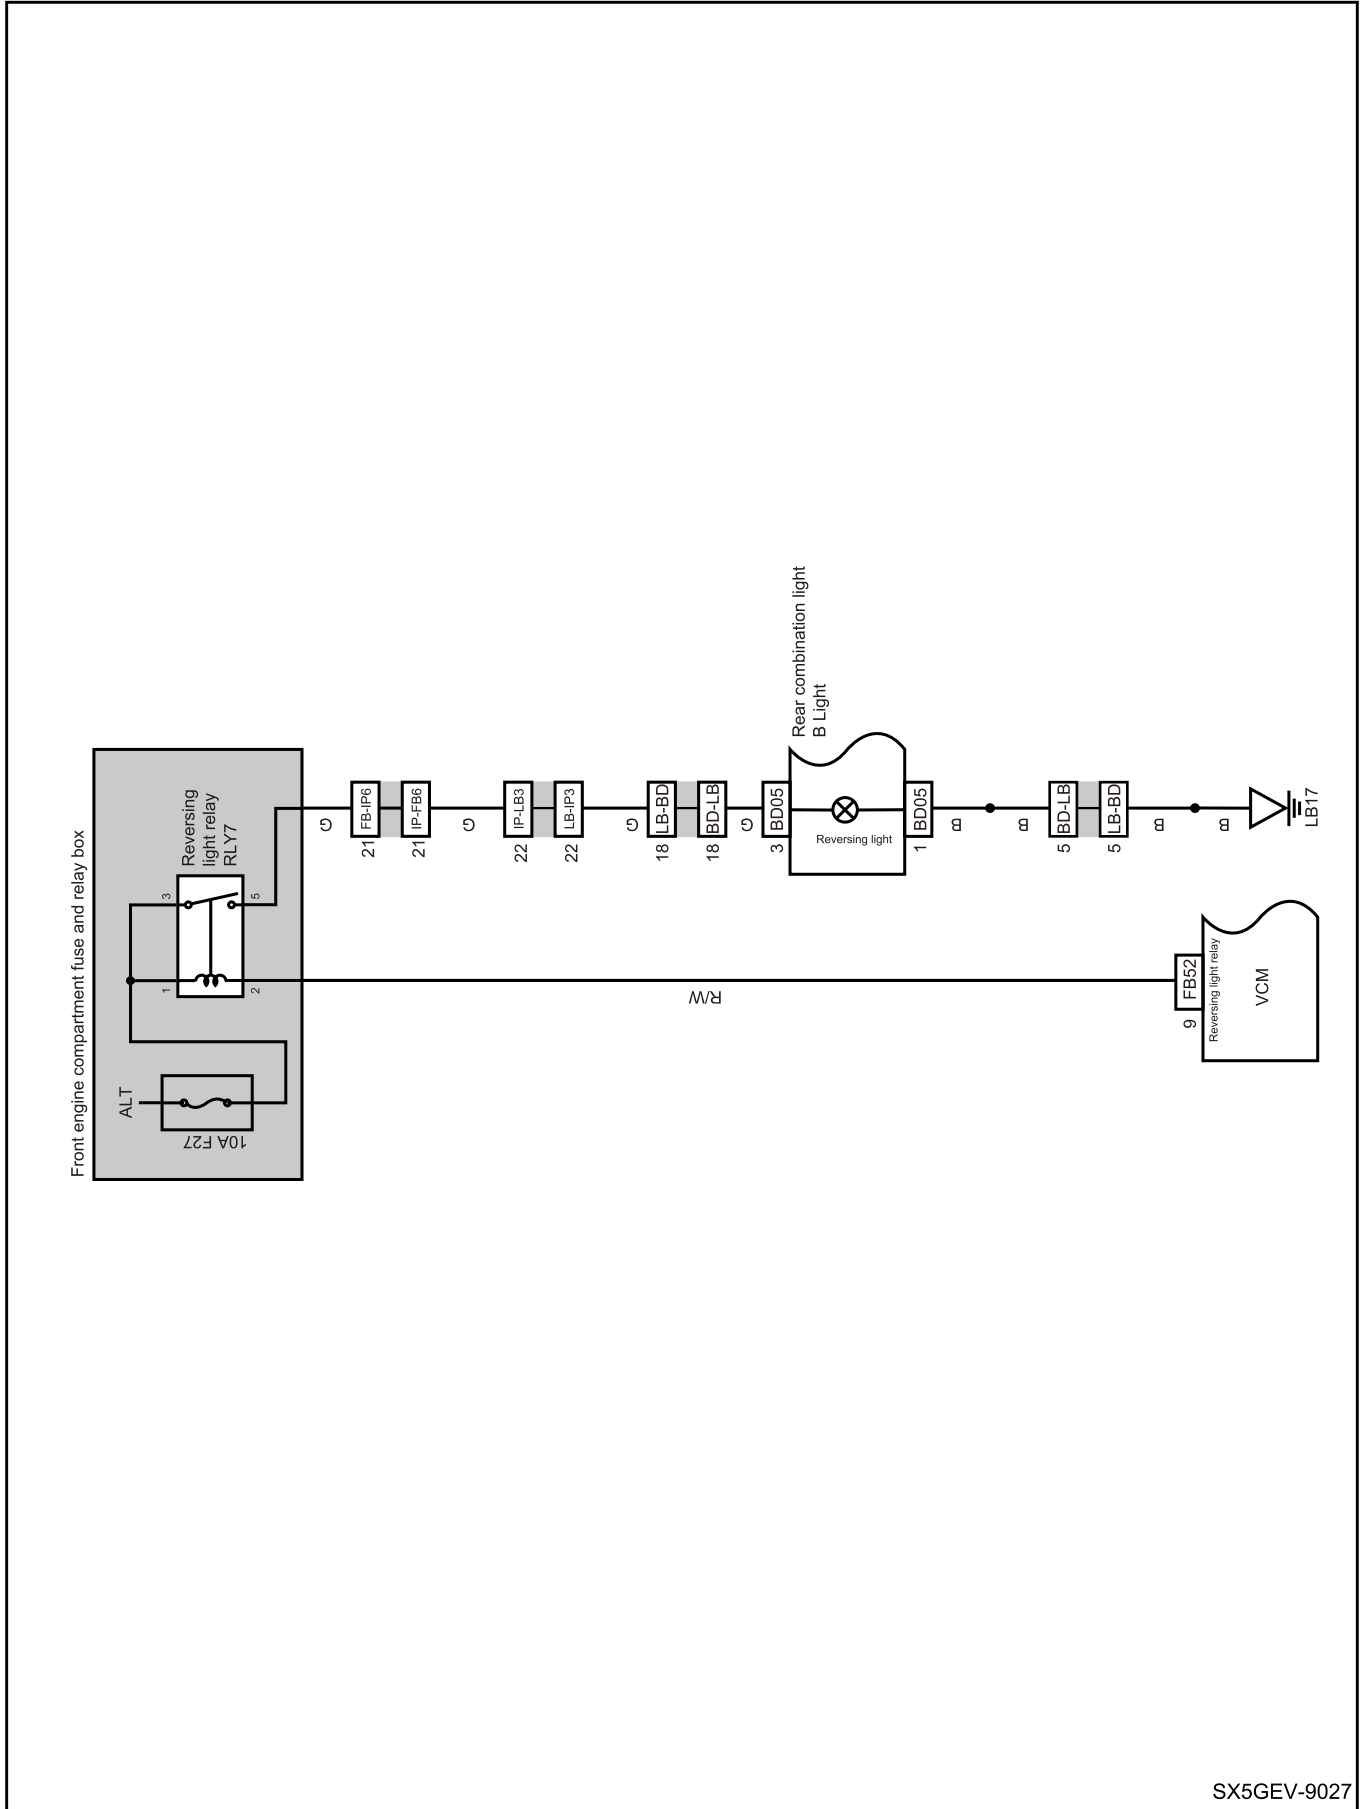 Front engine compartment fuse and relay box
ALT
10A F27
Reversing
light relay
RLY7
1
3
2
5
G
FB-IP6
21
IP-FB6
21
G
IP-LB3
22
LB-IP3
22
G
LB-BD
18
BD-LB
18
G
BD05
3
Rear combination light
B Light
Reversing light
BD05
1
B
B
BD-LB
5
LB-BD
5
B
B
LB17
R/W
FB52
9
Reversing light relay
VCM
SX5GEV-9027